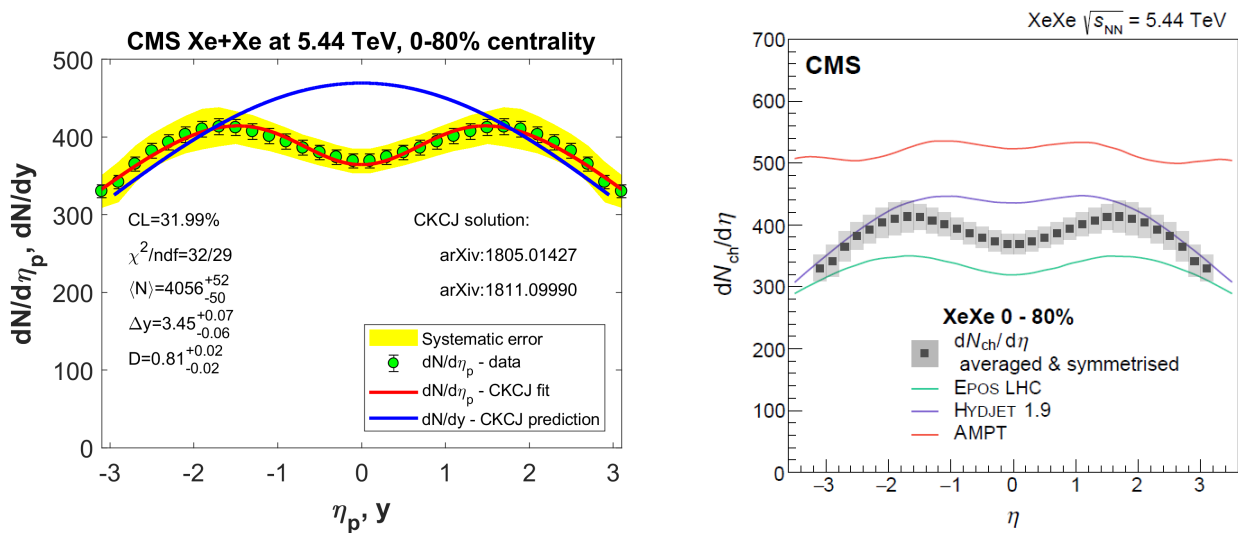 CMS Xe+Xe at 5.44 TeV, 0-80% centrality
dN/dηp, dN/dy
500
400
300
200
100
0
CL=31.99%
χ²/ndf=32/29
⟨N⟩=4056+52-50
Δy=3.45+0.07-0.06
D=0.81+0.02-0.02
CKCJ solution:
arXiv:1805.01427
arXiv:1811.09990
Systematic error
dN/dηp - data
dN/dηp - CKCJ fit
dN/dy - CKCJ prediction
-3 -2 -1 0 1 2 3
ηp, y
XeXe √sNN = 5.44 TeV
CMS
dNch/dη
700
600
500
400
300
200
100
0
XeXe 0 - 80%
dNch/dη
averaged & symmetrised
EPOS LHC
HYDJET 1.9
AMPT
−3 −2 −1 0 1 2 3
η